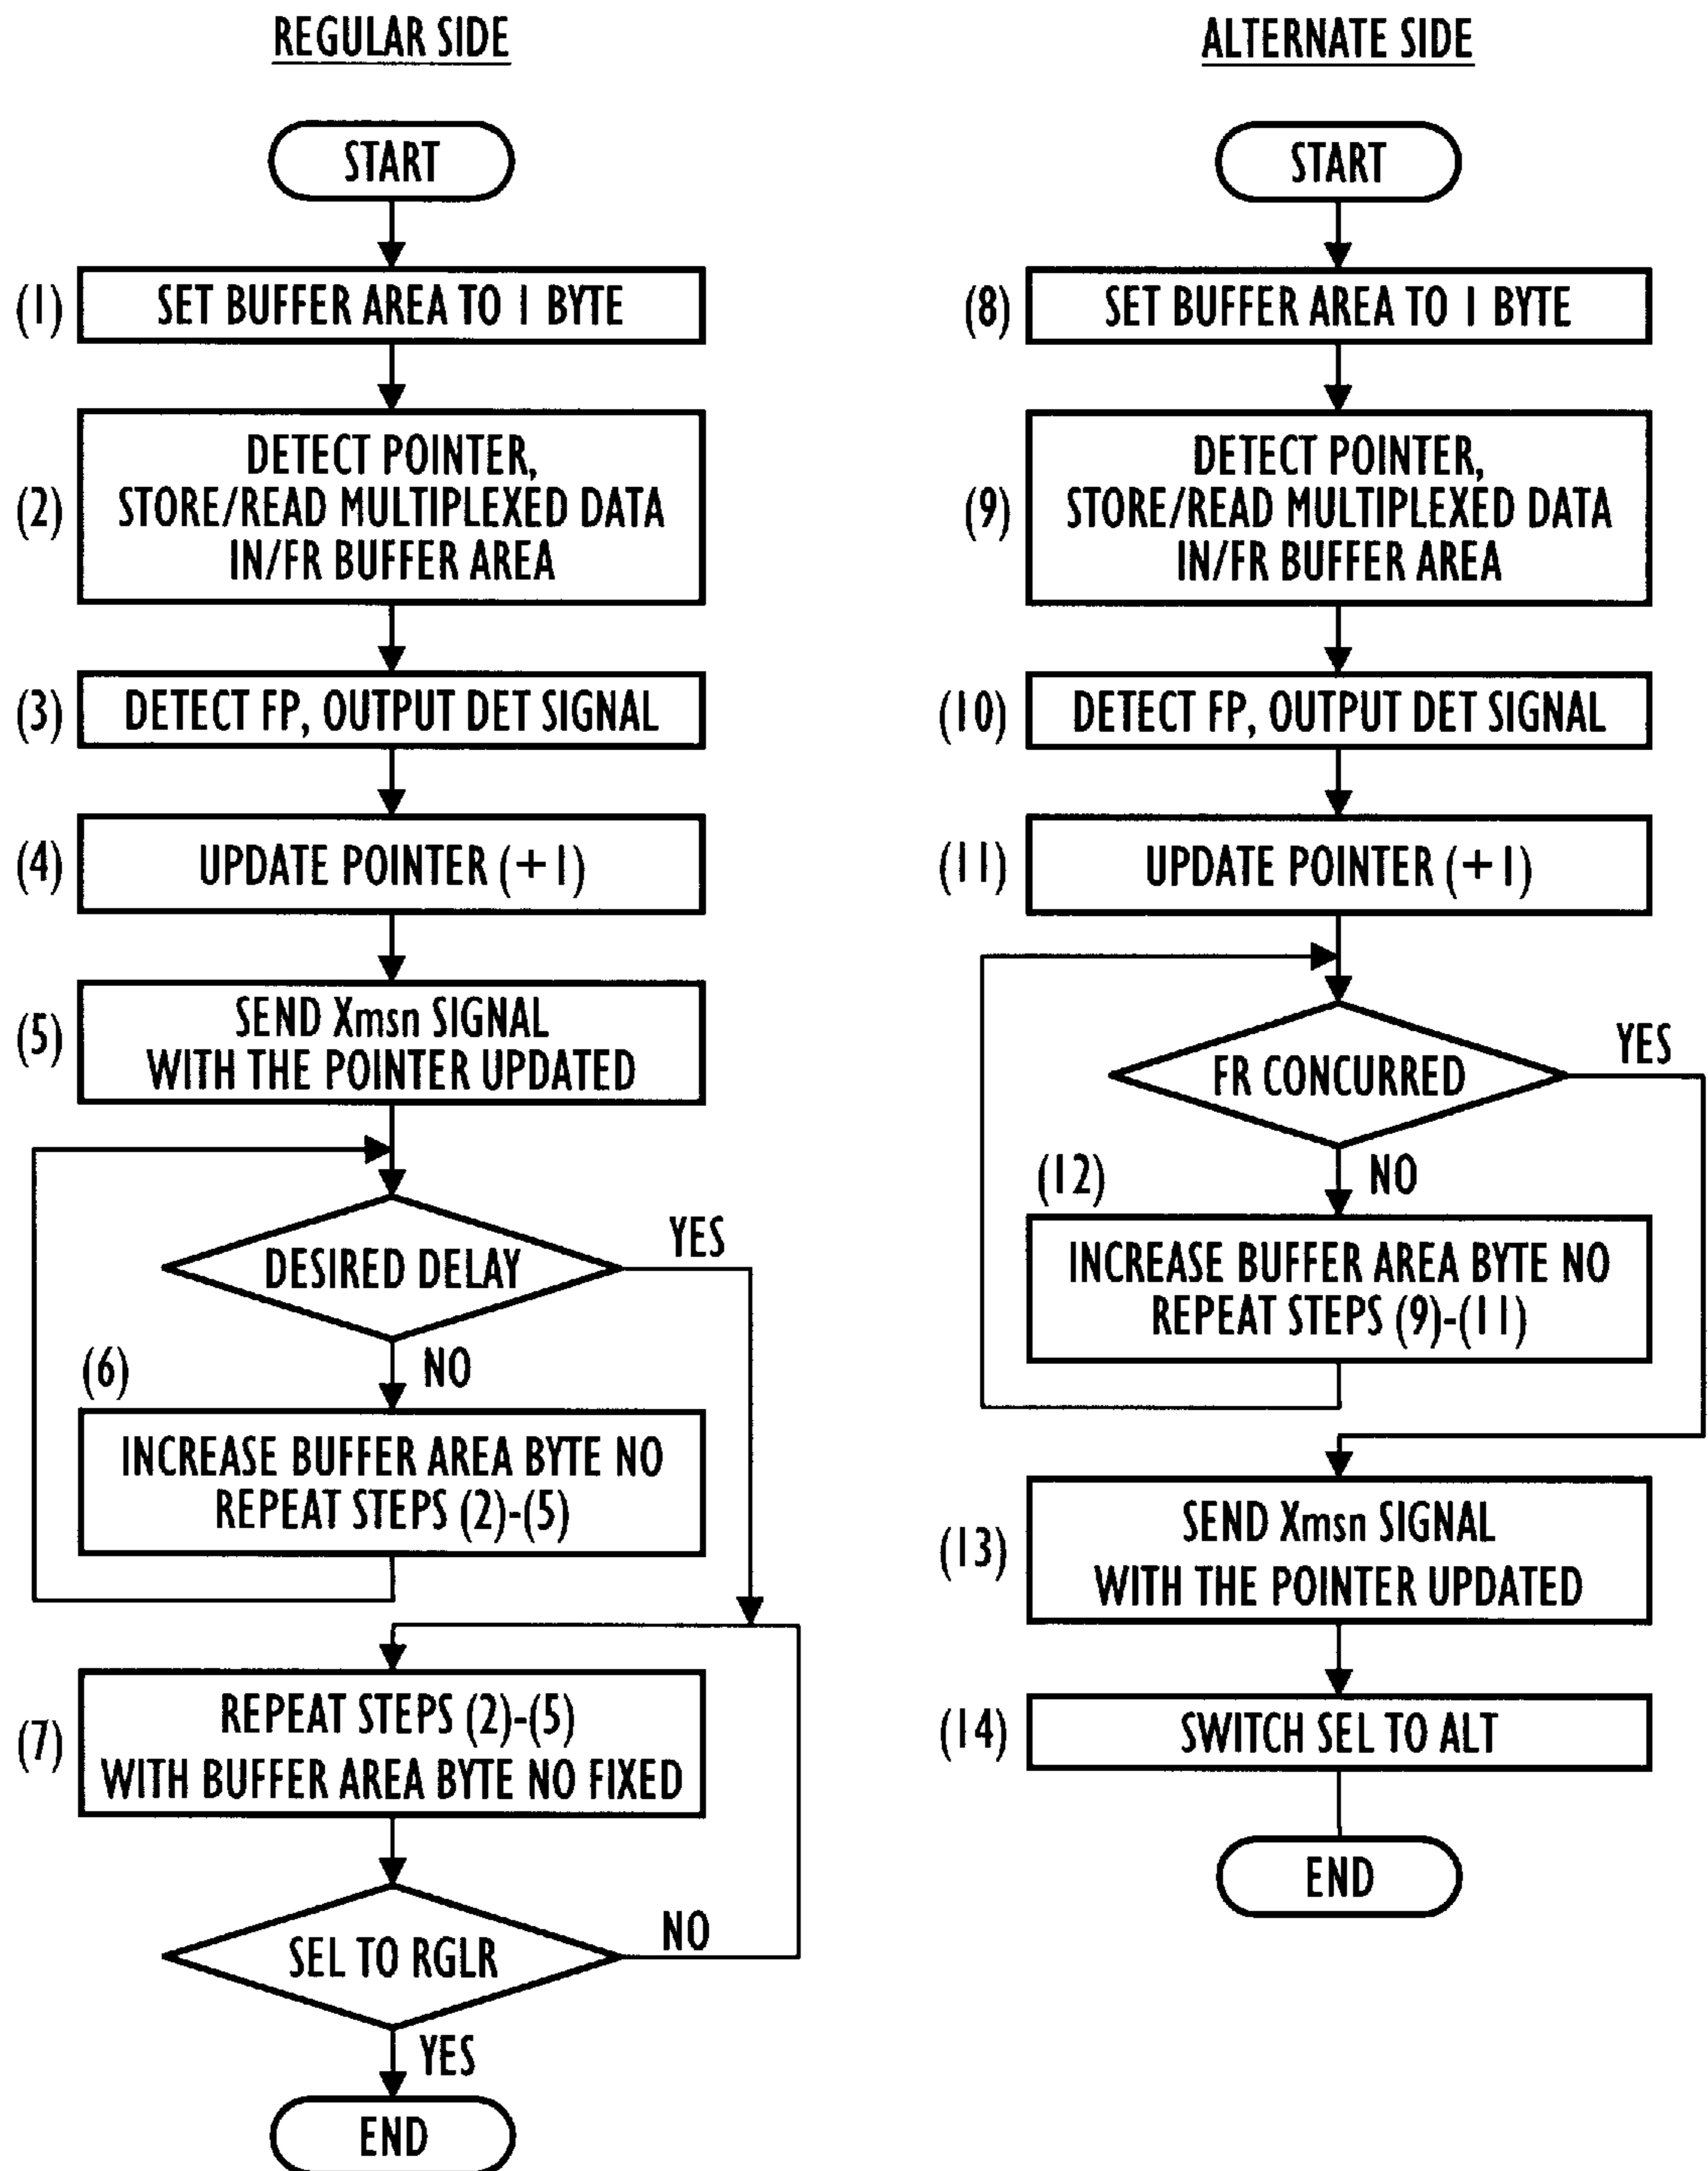 REGULAR SIDE
START
(1) SET BUFFER AREA TO 1 BYTE
DETECT POINTER,
(2) STORE/READ MULTIPLEXED DATA
IN/FR BUFFER AREA
(3) DETECT FP, OUTPUT DET SIGNAL
(4) UPDATE POINTER (+1)
(5) SEND Xmsn SIGNAL
WITH THE POINTER UPDATED
DESIRED DELAY
YES
NO
(6)
INCREASE BUFFER AREA BYTE NO
REPEAT STEPS (2)-(5)
(7) REPEAT STEPS (2)-(5)
WITH BUFFER AREA BYTE NO FIXED
SEL TO RGLR
NO
YES
END
ALTERNATE SIDE
START
(8) SET BUFFER AREA TO 1 BYTE
DETECT POINTER,
(9) STORE/READ MULTIPLEXED DATA
IN/FR BUFFER AREA
(10) DETECT FP, OUTPUT DET SIGNAL
(11) UPDATE POINTER (+1)
FR CONCURRED
YES
NO
(12)
INCREASE BUFFER AREA BYTE NO
REPEAT STEPS (9)-(11)
(13) SEND Xmsn SIGNAL
WITH THE POINTER UPDATED
(14) SWITCH SEL TO ALT
END